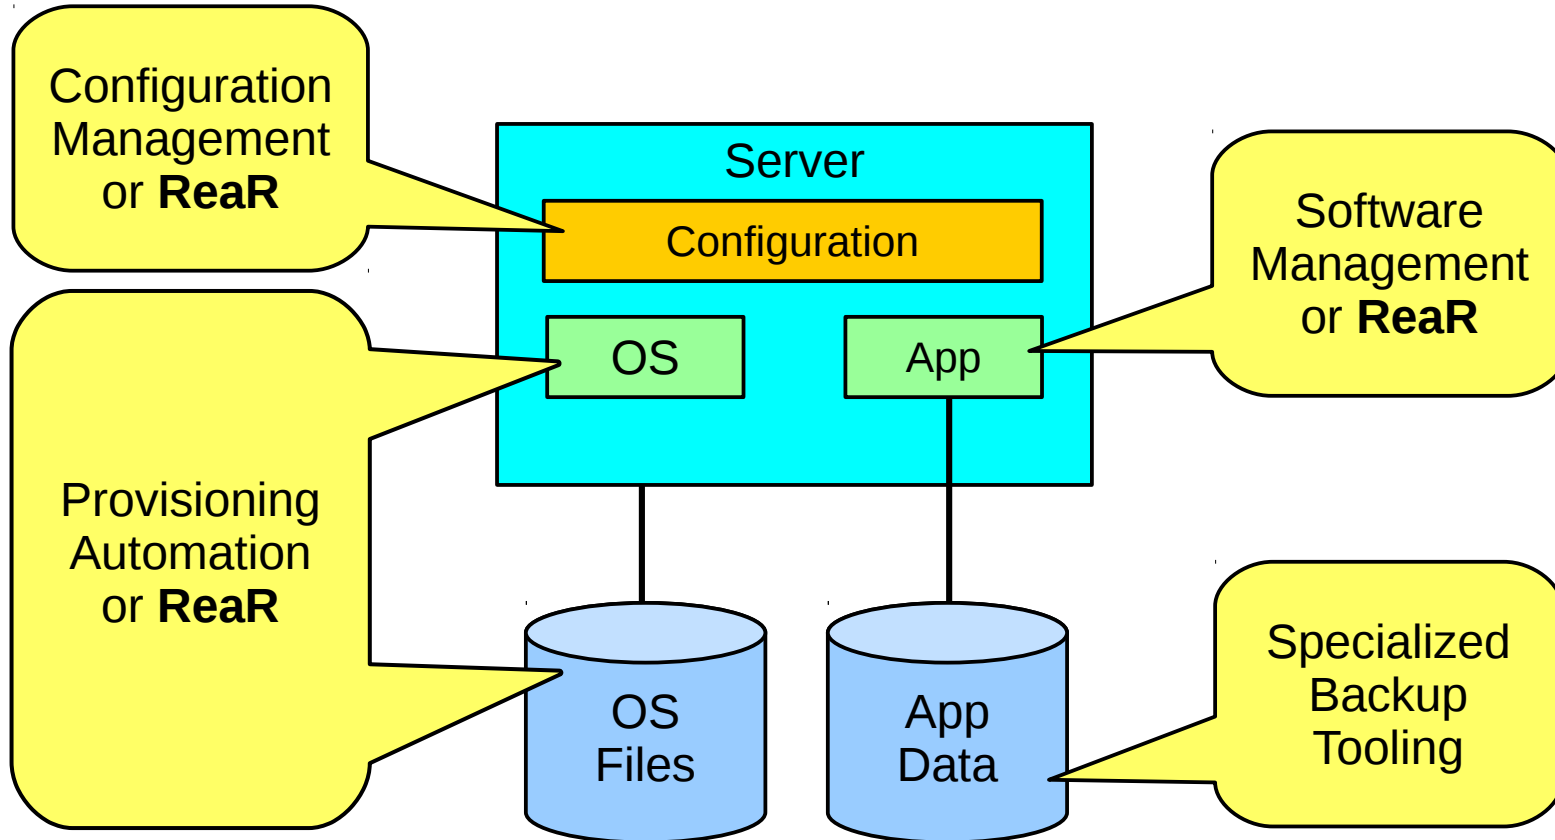 Configuration
Management
or ReaR
Server
Configuration
OS
App
Software
Management
or ReaR
Provisioning
Automation
or ReaR
OS
Files
App
Data
Specialized
Backup
Tooling